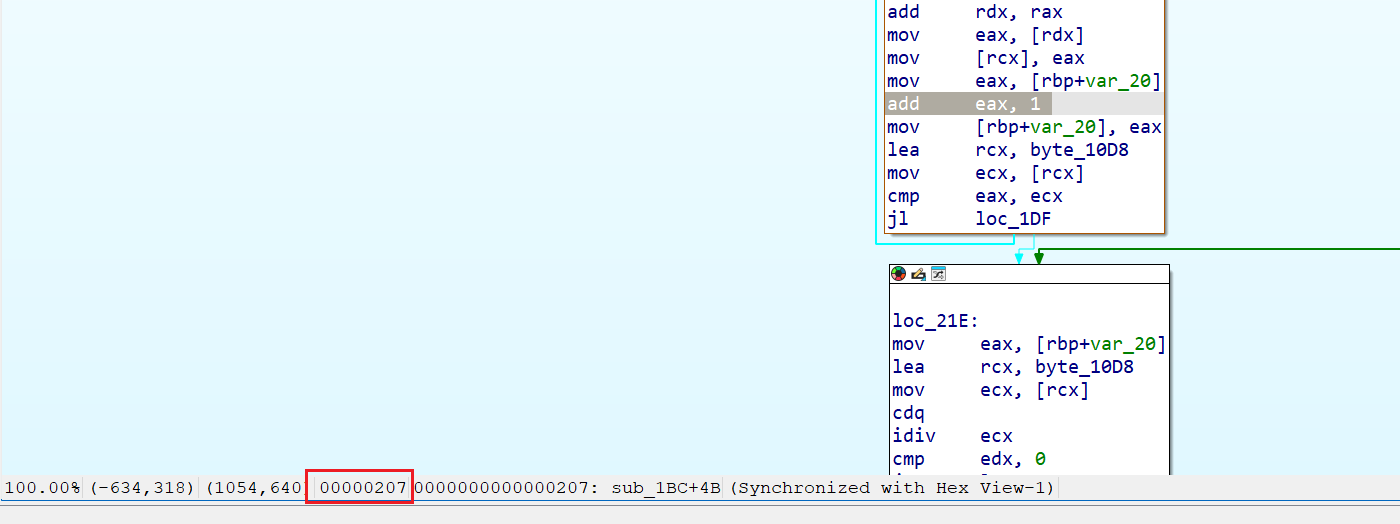 add rdx, rax
mov eax, [rdx]
mov [rcx], eax
mov eax, [rbp+var_20]
add eax, 1
mov [rbp+var_20], eax
lea rcx, byte_10D8
mov ecx, [rcx]
cmp eax, ecx
jl loc_1DF
loc_21E:
mov eax, [rbp+var_20]
lea rcx, byte_10D8
mov ecx, [rcx]
cdq
idiv ecx
cmp edx, 0
100.00% (-634,318) (1054,640) 00000207 0000000000000207: sub_1BC+4B (Synchronized with Hex View-1)